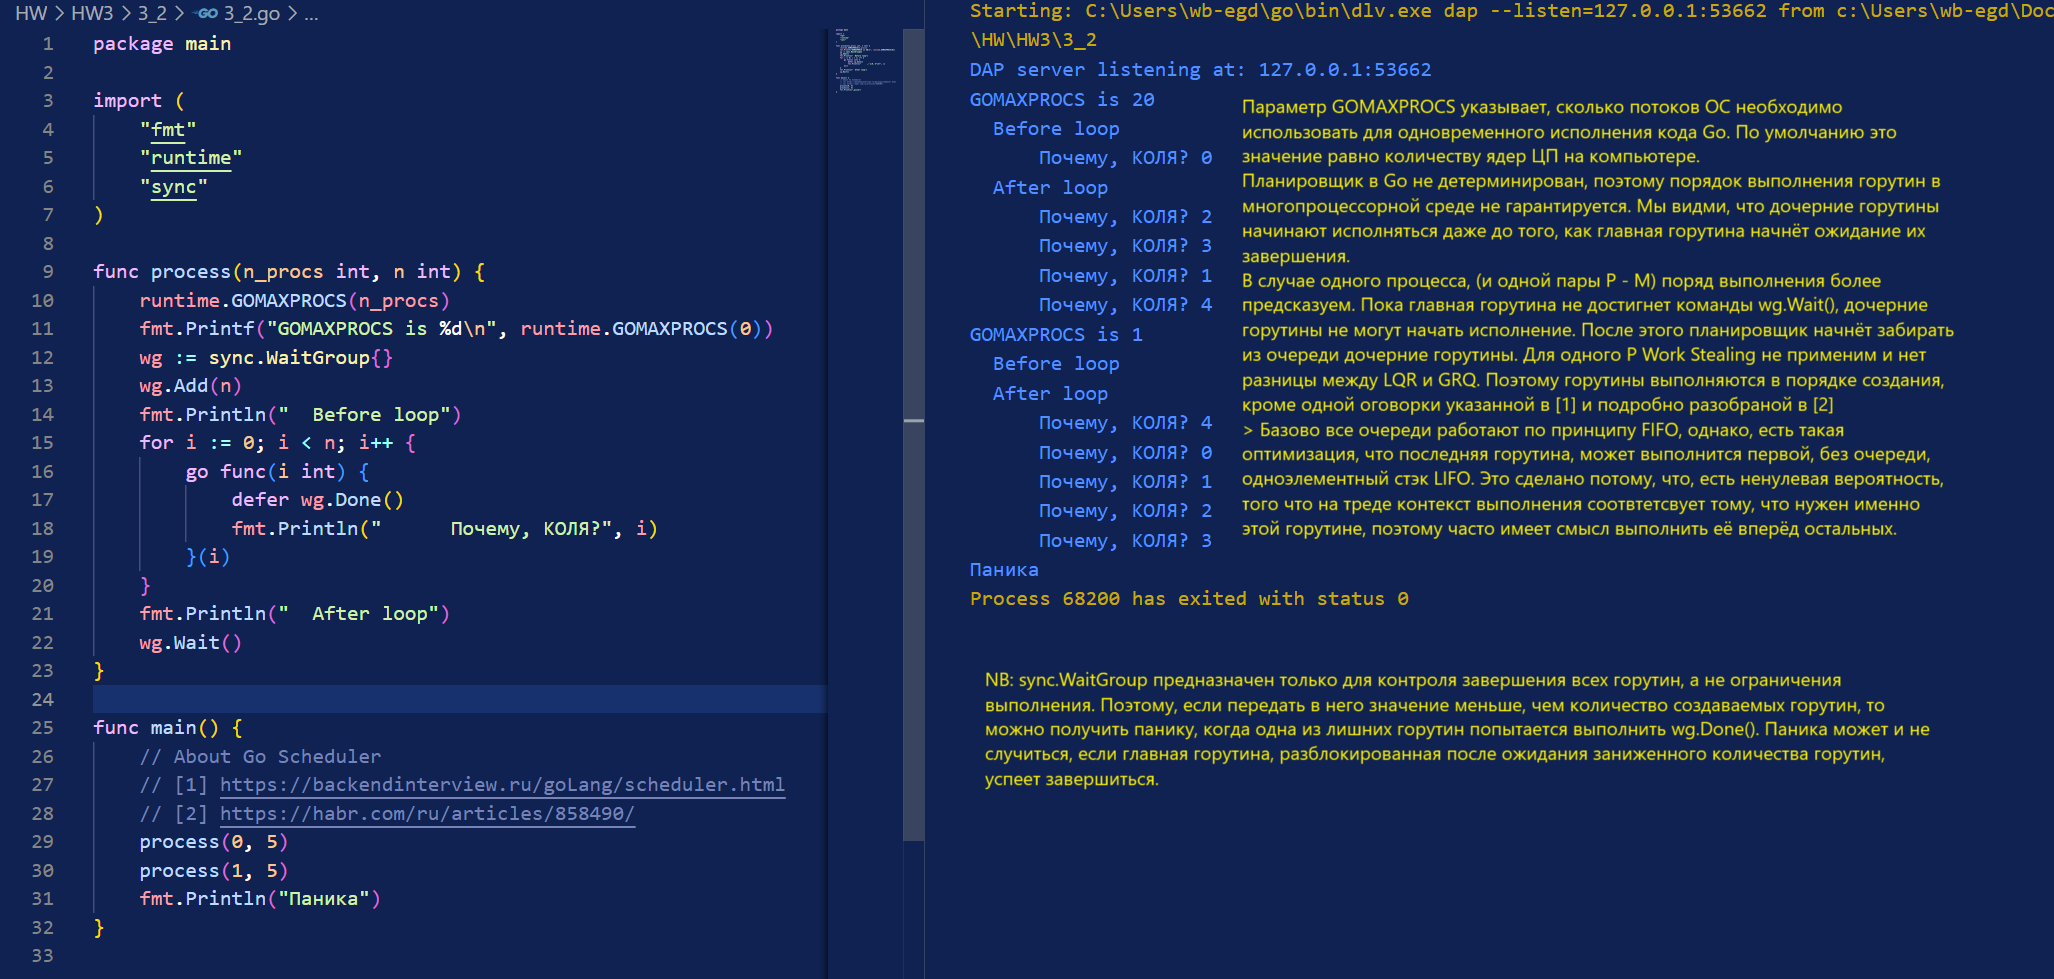 HW > HW3 > 3_2 > GO 3_2.go > ...
1 package main
2
3 import (
4 "fmt"
5 "runtime"
6 "sync"
7 )
8
9 func process(n_procs int, n int) {
10 runtime.GOMAXPROCS(n_procs)
11 fmt.Printf("GOMAXPROCS is %d\n", runtime.GOMAXPROCS(0))
12 wg := sync.WaitGroup{}
13 wg.Add(n)
14 fmt.Println("  Before loop")
15 for i := 0; i < n; i++ {
16 go func(i int) {
17 defer wg.Done()
18 fmt.Println("      Почему, КОЛЯ?", i)
19 }(i)
20 }
21 fmt.Println("  After loop")
22 wg.Wait()
23 }
24
25 func main() {
26 // About Go Scheduler
27 // [1] https://backendinterview.ru/goLang/scheduler.html
28 // [2] https://habr.com/ru/articles/858490/
29 process(0, 5)
30 process(1, 5)
31 fmt.Println("Паника")
32 }
33
Starting: C:\Users\wb-egd\go\bin\dlv.exe dap --listen=127.0.0.1:53662 from c:\Users\wb-egd\Doc
\HW\HW3\3_2
DAP server listening at: 127.0.0.1:53662
GOMAXPROCS is 20
Before loop
Почему, КОЛЯ? 0
After loop
Почему, КОЛЯ? 2
Почему, КОЛЯ? 3
Почему, КОЛЯ? 1
Почему, КОЛЯ? 4
GOMAXPROCS is 1
Before loop
After loop
Почему, КОЛЯ? 4
Почему, КОЛЯ? 0
Почему, КОЛЯ? 1
Почему, КОЛЯ? 2
Почему, КОЛЯ? 3
Паника
Process 68200 has exited with status 0
Параметр GOMAXPROCS указывает, сколько потоков ОС необходимо
использовать для одновременного исполнения кода Go. По умолчанию это
значение равно количеству ядер ЦП на компьютере.
Планировщик в Go не детерминирован, поэтому порядок выполнения горутин в
многопроцессорной среде не гарантируется. Мы видми, что дочерние горутины
начинают исполняться даже до того, как главная горутина начнёт ожидание их
завершения.
В случае одного процесса, (и одной пары P - M) поряд выполнения более
предсказуем. Пока главная горутина не достигнет команды wg.Wait(), дочерние
горутины не могут начать исполнение. После этого планировщик начнёт забирать
из очереди дочерние горутины. Для одного P Work Stealing не применим и нет
разницы между LQR и GRQ. Поэтому горутины выполняются в порядке создания,
кроме одной оговорки указанной в [1] и подробно разобраной в [2]
> Базово все очереди работают по принципу FIFO, однако, есть такая
оптимизация, что последняя горутина, может выполнится первой, без очереди,
одноэлементный стэк LIFO. Это сделано потому, что, есть ненулевая вероятность,
того что на треде контекст выполнения соотвтетсвует тому, что нужен именно
этой горутине, поэтому часто имеет смысл выполнить её вперёд остальных.
NB: sync.WaitGroup предназначен только для контроля завершения всех горутин, а не ограничения
выполнения. Поэтому, если передать в него значение меньше, чем количество создаваемых горутин, то
можно получить панику, когда одна из лишних горутин попытается выполнить wg.Done(). Паника может и не
случиться, если главная горутина, разблокированная после ожидания заниженного количества горутин,
успеет завершиться.